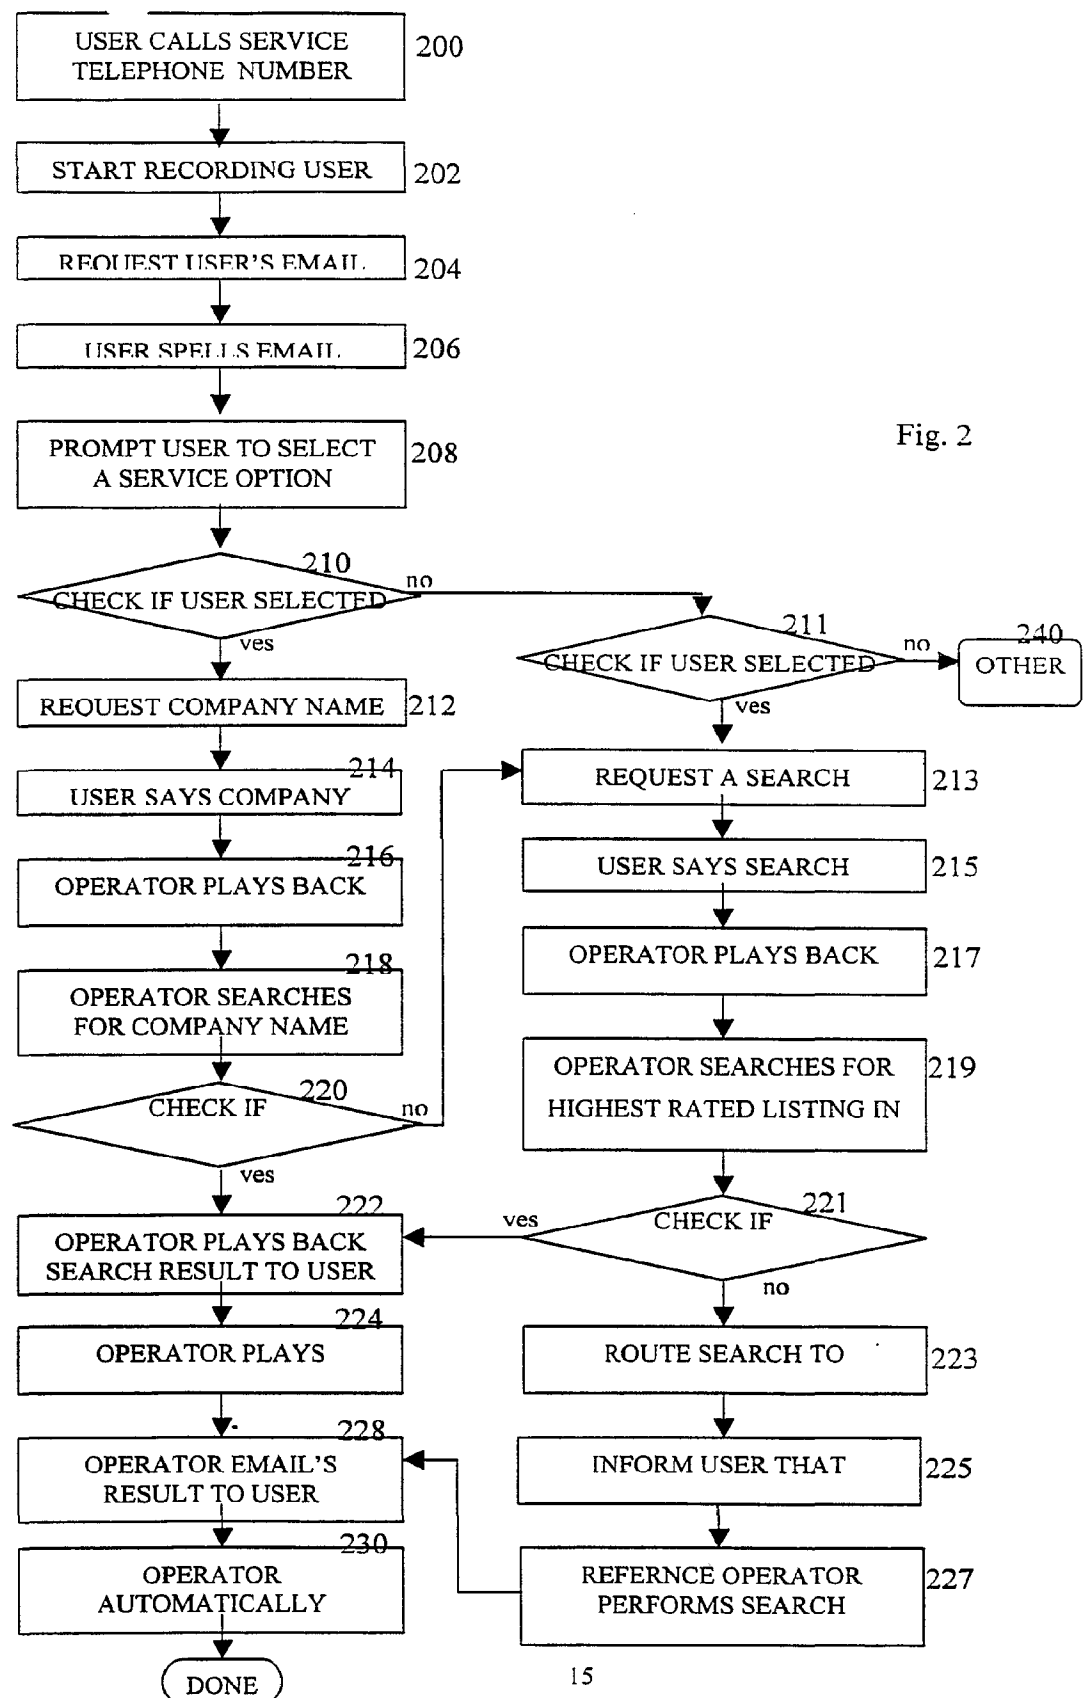 USER CALLS SERVICE
TELEPHONE NUMBER
200
START RECORDING USER
202
REQUEST USER'S EMAIL
204
USER SPELLS EMAIL
206
PROMPT USER TO SELECT
A SERVICE OPTION
208
Fig. 2
210
CHECK IF USER SELECTED
no
yes
211
CHECK IF USER SELECTED
no
yes
240
OTHER
REQUEST COMPANY NAME
212
214
USER SAYS COMPANY
216
OPERATOR PLAYS BACK
218
OPERATOR SEARCHES
FOR COMPANY NAME
220
CHECK IF
no
yes
REQUEST A SEARCH
213
USER SAYS SEARCH
215
OPERATOR PLAYS BACK
217
OPERATOR SEARCHES FOR
HIGHEST RATED LISTING IN
219
221
CHECK IF
yes
no
222
OPERATOR PLAYS BACK
SEARCH RESULT TO USER
224
OPERATOR PLAYS
228
OPERATOR EMAIL'S
RESULT TO USER
230
OPERATOR
AUTOMATICALLY
DONE
ROUTE SEARCH TO
223
INFORM USER THAT
225
REFERNCE OPERATOR
PERFORMS SEARCH
227
15